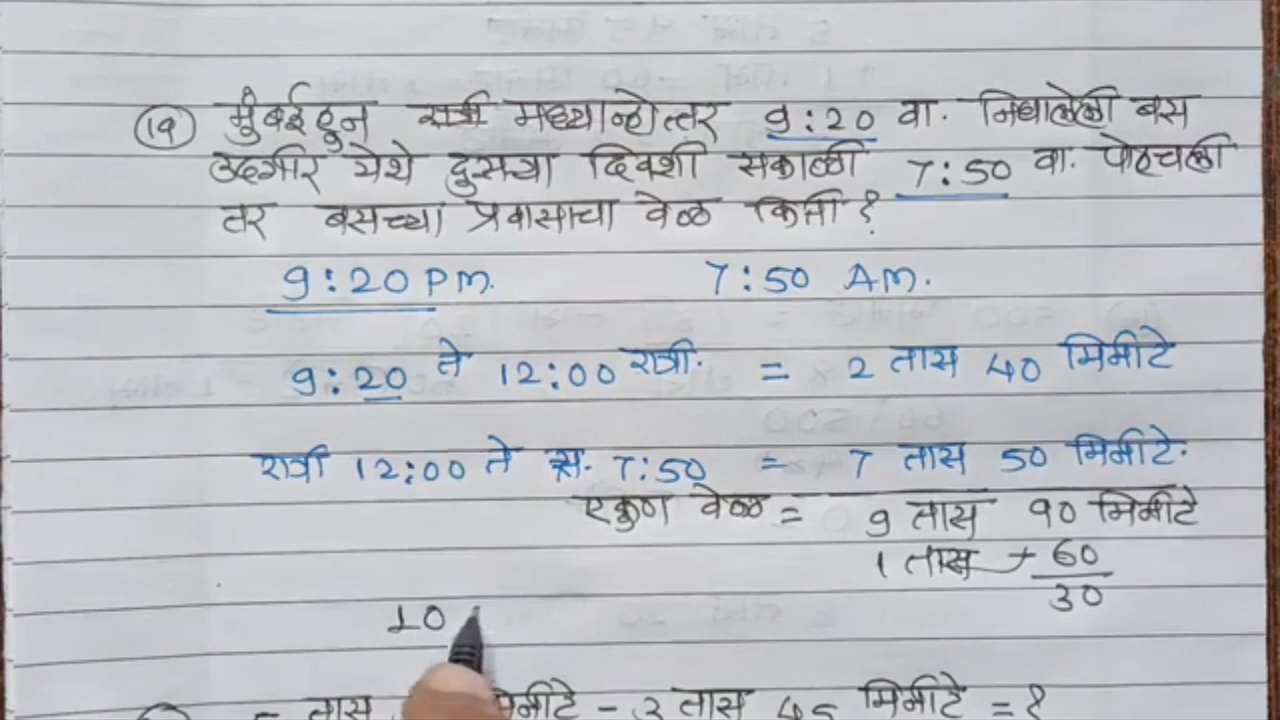 19 मुंबईहून मध्यान्होत्तर 9:20 वा. निघालेली बस
उदगीर येथे दुसऱ्या दिवशी सकाळी 7:50 वा. पोहचली
तर बसच्या प्रवासाचा वेळ किती?
9:20 Pm. 7:50 Am.
9:20 ते 12:00 रात्री. = 2 तास 40 मिनीटे
रात्री 12:00 ते स. 7:50 = 7 तास 50 मिनीटे.
एकुण वेळ = 9 तास 90 मिनीटे
1 तास 60
30
10
तास मिनीटे - 3 तास 45 मिनीटे = ?